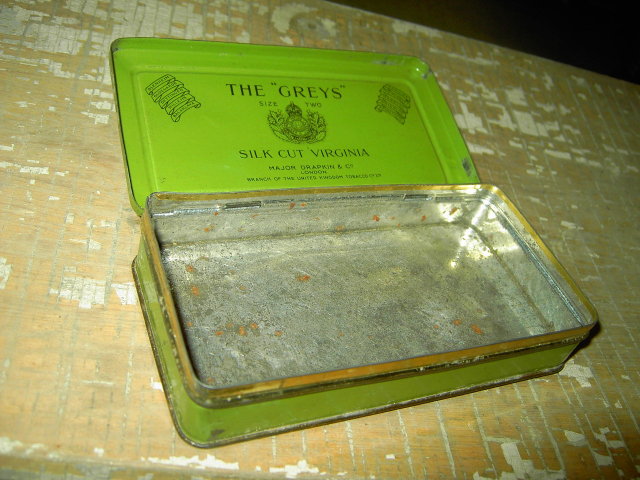 THE "GREYS"
SIZE TWO
SILK CUT VIRGINIA
MAJOR DRAPKIN & CO
LONDON
BRANCH OF THE UNITED KINGDOM TOBACCO CO LTD